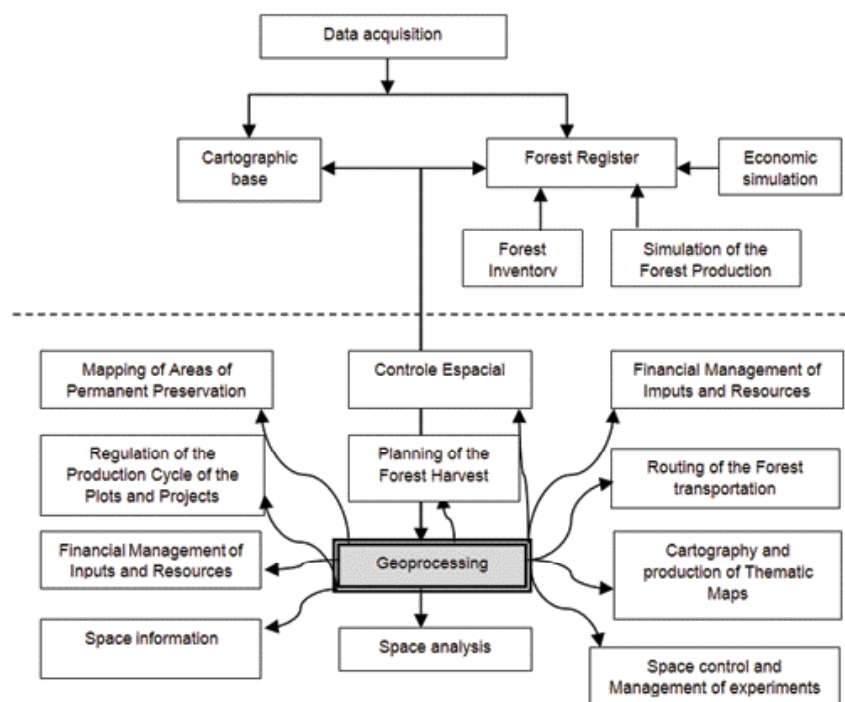 Data acquisition
Cartographic
base
Forest Register
Economic
simulation
Forest
Inventorv
Simulation of the
Forest Production
Mapping of Areas of
Permanent Preservation
Controle Espacial
Financial Management of
Imputs and Resources
Regulation of the
Production Cycle of the
Plots and Projects
Planning of the
Forest Harvest
Routing of the Forest
transportation
Financial Management of
Inputs and Resources
Geoprocessing
Cartography and
production of Thematic
Maps
Space information
Space analysis
Space control and
Management of experiments